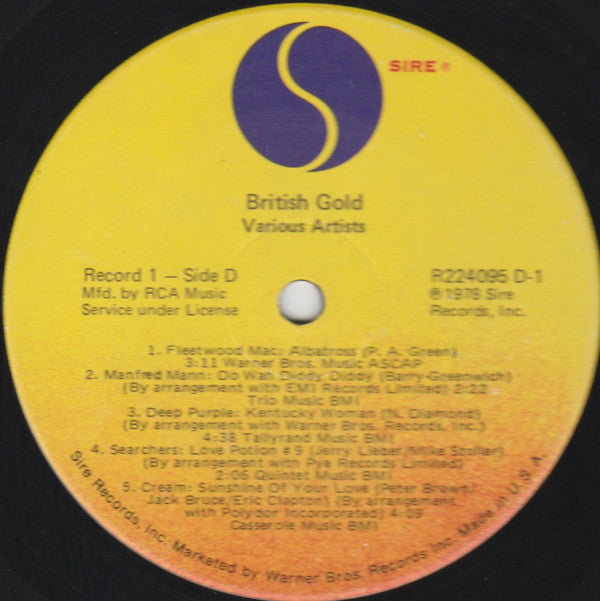 SIRE ®
British Gold
Various Artists
Record 1 – Side D
Mfd. by RCA Music
Service under License
R224095 D-1
℗ 1978 Sire
Records, Inc.
1. Fleetwood Mac: Albatross (P. A. Green)
3:11 Warner Bros. Music ASCAP
2. Manfred Mann: Do Wah Diddy Diddy (Barry-Greenwich)
(By arrangement with EMI Records Limited) 2:22
Trio Music BMI
3. Deep Purple: Kentucky Woman (N. Diamond)
(By arrangement with Warner Bros. Records, Inc.)
4:38 Tallyrand Music BMI
4. Searchers: Love Potion #9 (Jerry Lieber/Mike Stoller)
(By arrangement with Pye Records Limited)
2:06 Quintet Music BMI
5. Cream: Sunshine Of Your Love (Peter Brown/
Jack Bruce/Eric Clapton) (By arrangement
with Polydor Incorporated) 4:09
Casserole Music BMI
Sire Records, Inc. Marketed by Warner Bros. Records Inc. Made in U.S.A.